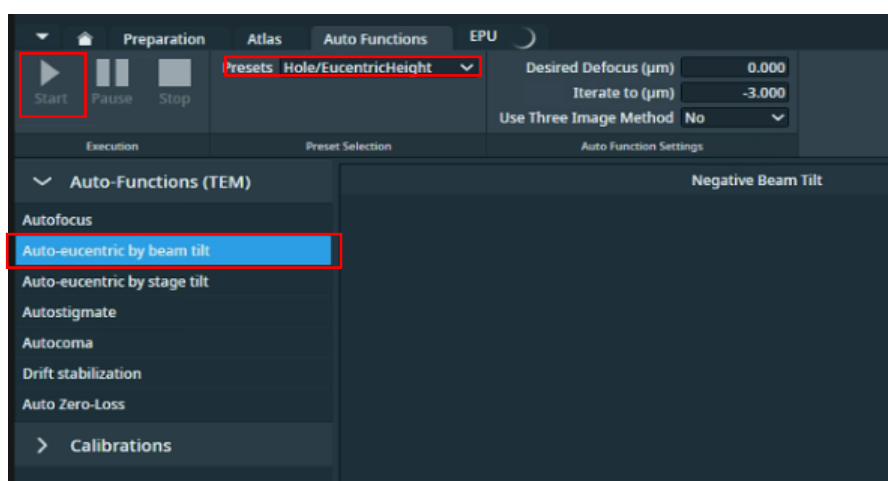 Preparation Atlas Auto Functions EPU
Presets Hole/EucentricHeight Desired Defocus (µm) 0.000
Start Pause Stop Iterate to (µm) -3.000
Use Three Image Method No
Execution Preset Selection Auto Function Settings
Auto-Functions (TEM) Negative Beam Tilt
Autofocus
Auto-eucentric by beam tilt
Auto-eucentric by stage tilt
Autostigmate
Autocoma
Drift stabilization
Auto Zero-Loss
Calibrations